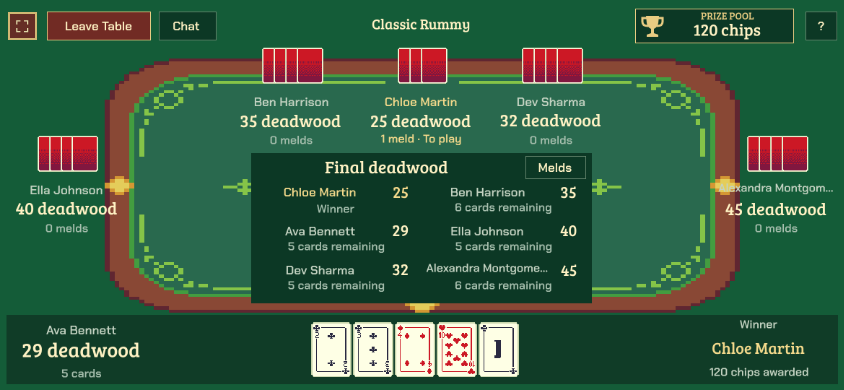 Leave Table
Chat
Classic Rummy
PRIZE POOL
120 chips
?
Ben Harrison
35 deadwood
0 melds
Chloe Martin
25 deadwood
1 meld · To play
Dev Sharma
32 deadwood
0 melds
Ella Johnson
40 deadwood
0 melds
Alexandra Montgom...
45 deadwood
0 melds
Final deadwood
Melds
Chloe Martin 25
Winner
Ben Harrison 35
6 cards remaining
Ava Bennett 29
5 cards remaining
Ella Johnson 40
5 cards remaining
Dev Sharma 32
5 cards remaining
Alexandra Montgome... 45
6 cards remaining
Ava Bennett
29 deadwood
5 cards
4
10
J
Winner
Chloe Martin
120 chips awarded